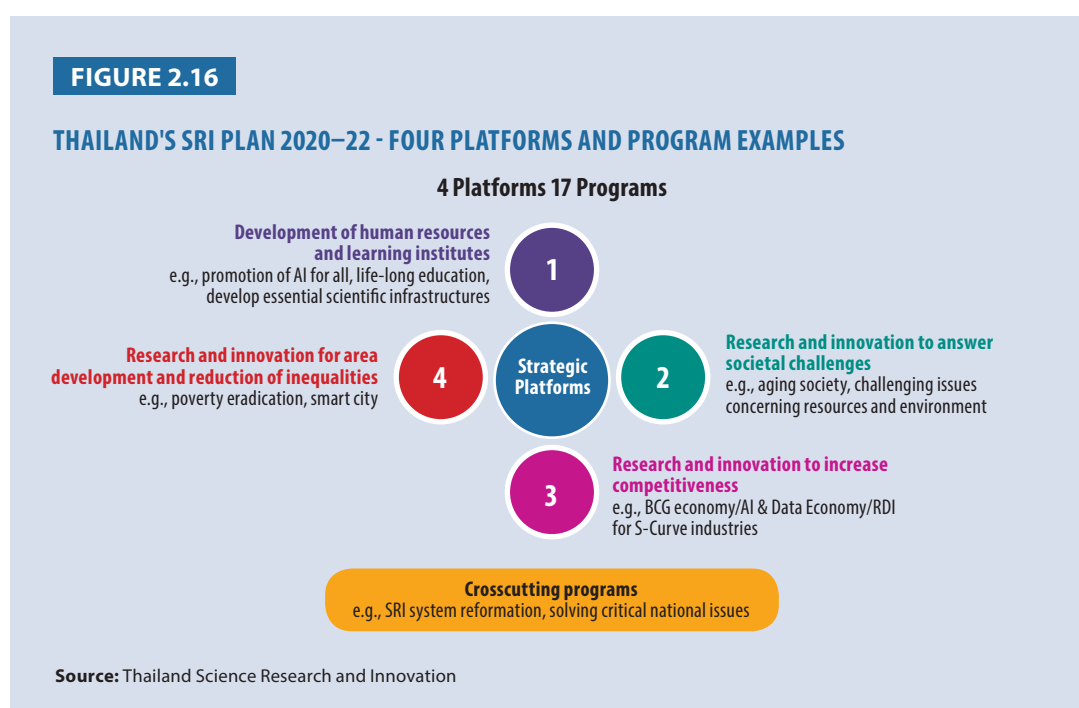 FIGURE 2.16
THAILAND'S SRI PLAN 2020–22 - FOUR PLATFORMS AND PROGRAM EXAMPLES
4 Platforms 17 Programs
Development of human resources
and learning institutes
e.g., promotion of AI for all, life-long education,
develop essential scientific infrastructures
1
Research and innovation for area
development and reduction of inequalities
e.g., poverty eradication, smart city
4
Strategic
Platforms
2
Research and innovation to answer
societal challenges
e.g., aging society, challenging issues
concerning resources and environment
3
Research and innovation to increase
competitiveness
e.g., BCG economy/AI & Data Economy/RDI
for S-Curve industries
Crosscutting programs
e.g., SRI system reformation, solving critical national issues
Source: Thailand Science Research and Innovation